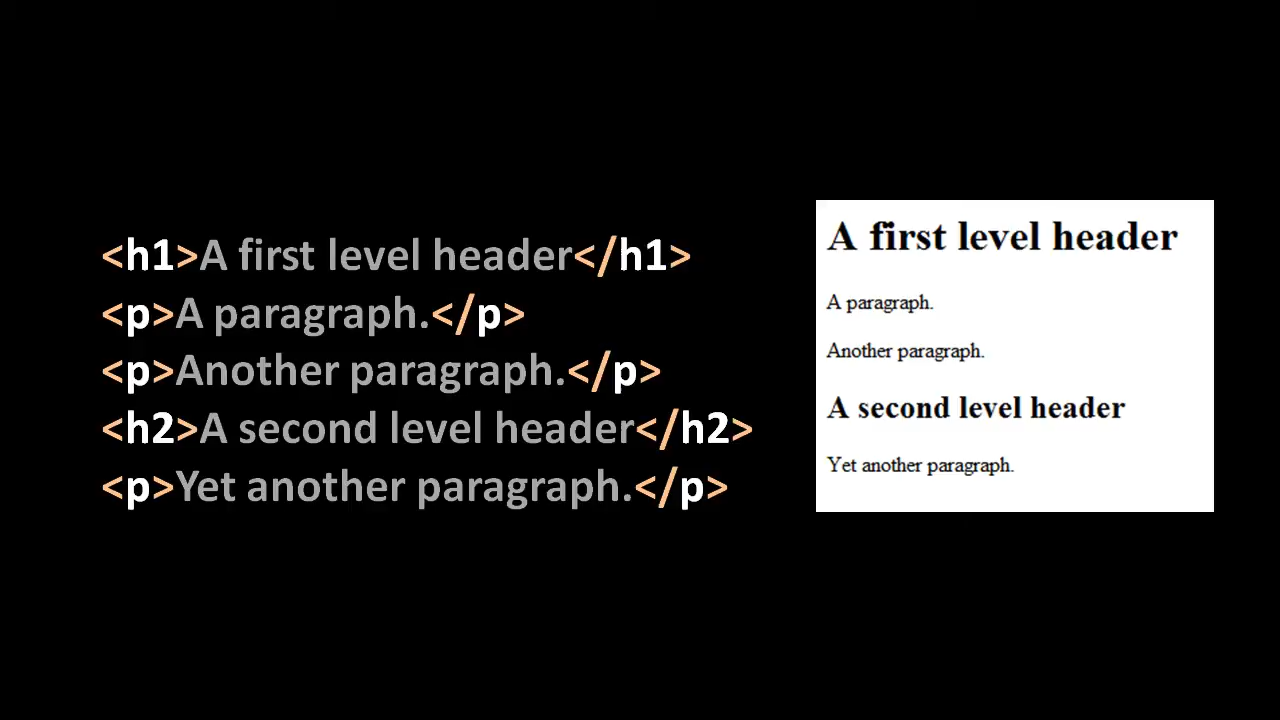 <h1>A first level header</h1>
<p>A paragraph.</p>
<p>Another paragraph.</p>
<h2>A second level header</h2>
<p>Yet another paragraph.</p>
A first level header
A paragraph.
Another paragraph.
A second level header
Yet another paragraph.